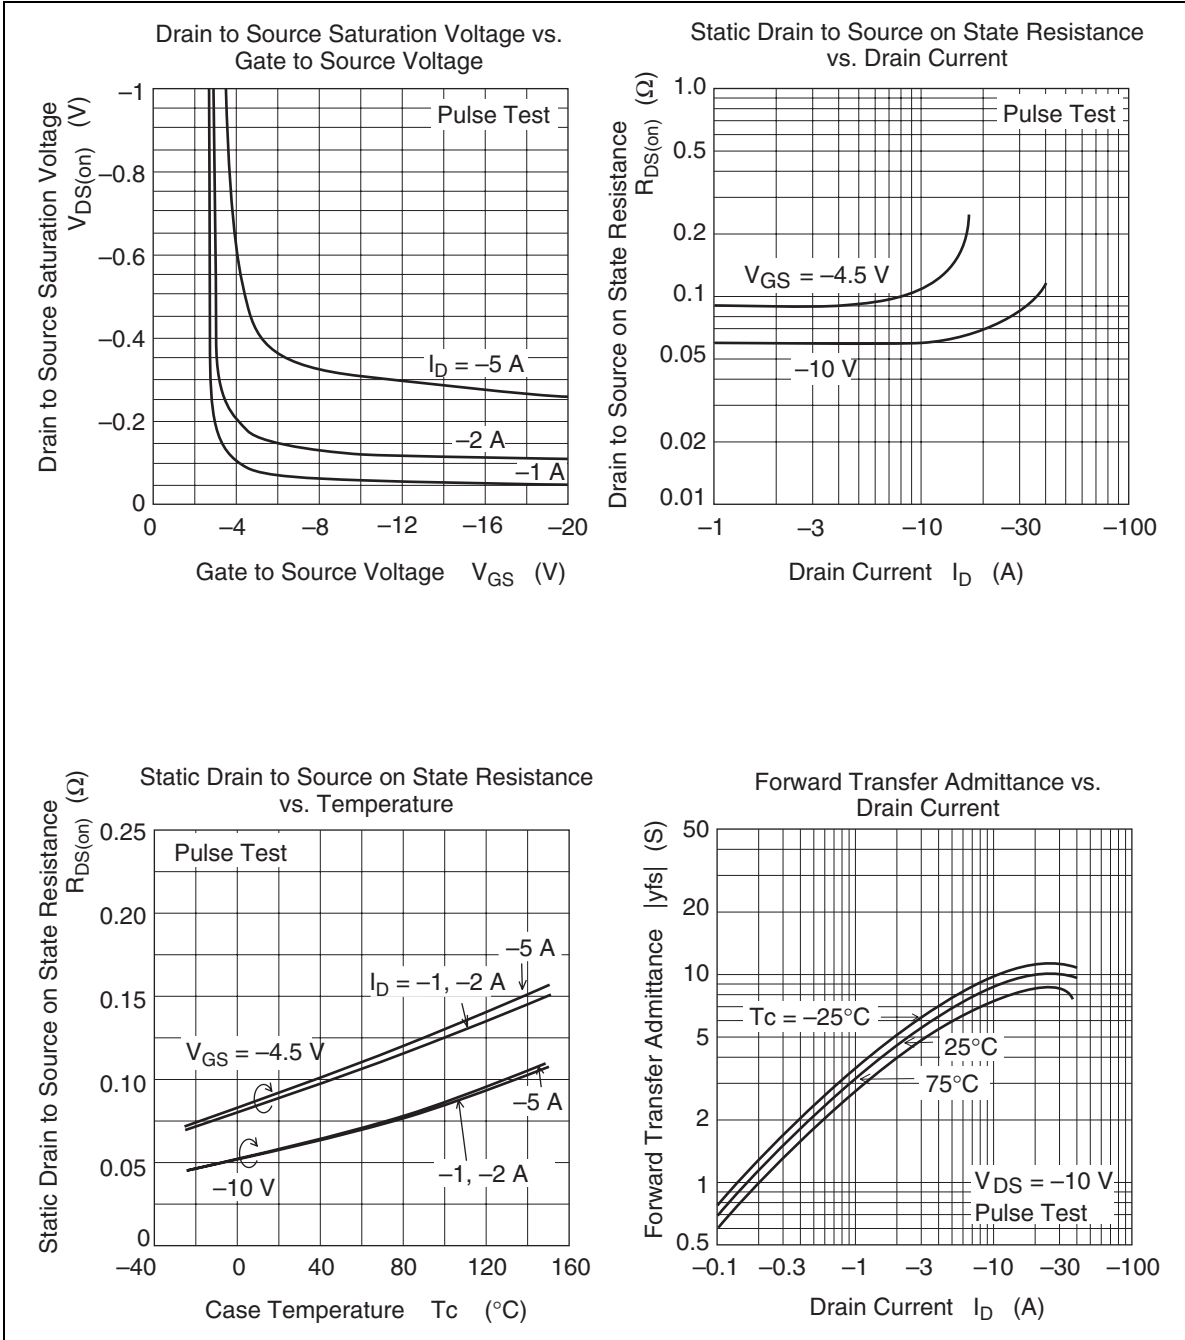 Drain to Source Saturation Voltage vs.
Gate to Source Voltage
Drain to Source Saturation Voltage
VDS(on) (V)
–1
–0.8
–0.6
–0.4
–0.2
0
Pulse Test
ID = –5 A
–2 A
–1 A
0 –4 –8 –12 –16 –20
Gate to Source Voltage VGS (V)
Static Drain to Source on State Resistance
vs. Drain Current
Drain to Source on State Resistance
RDS(on) (Ω)
1.0
0.5
0.2
0.1
0.05
0.02
0.01
Pulse Test
VGS = –4.5 V
–10 V
–1 –3 –10 –30 –100
Drain Current ID (A)
Static Drain to Source on State Resistance
vs. Temperature
Static Drain to Source on State Resistance
RDS(on) (Ω)
0.25
0.20
0.15
0.10
0.05
0
Pulse Test
–5 A
ID = –1, –2 A
VGS = –4.5 V
–5 A
–1, –2 A
–10 V
–40 0 40 80 120 160
Case Temperature Tc (°C)
Forward Transfer Admittance vs.
Drain Current
Forward Transfer Admittance |yfs| (S)
50
20
10
5
2
1
0.5
Tc = –25°C
25°C
75°C
VDS = –10 V
Pulse Test
–0.1 –0.3 –1 –3 –10 –30 –100
Drain Current ID (A)